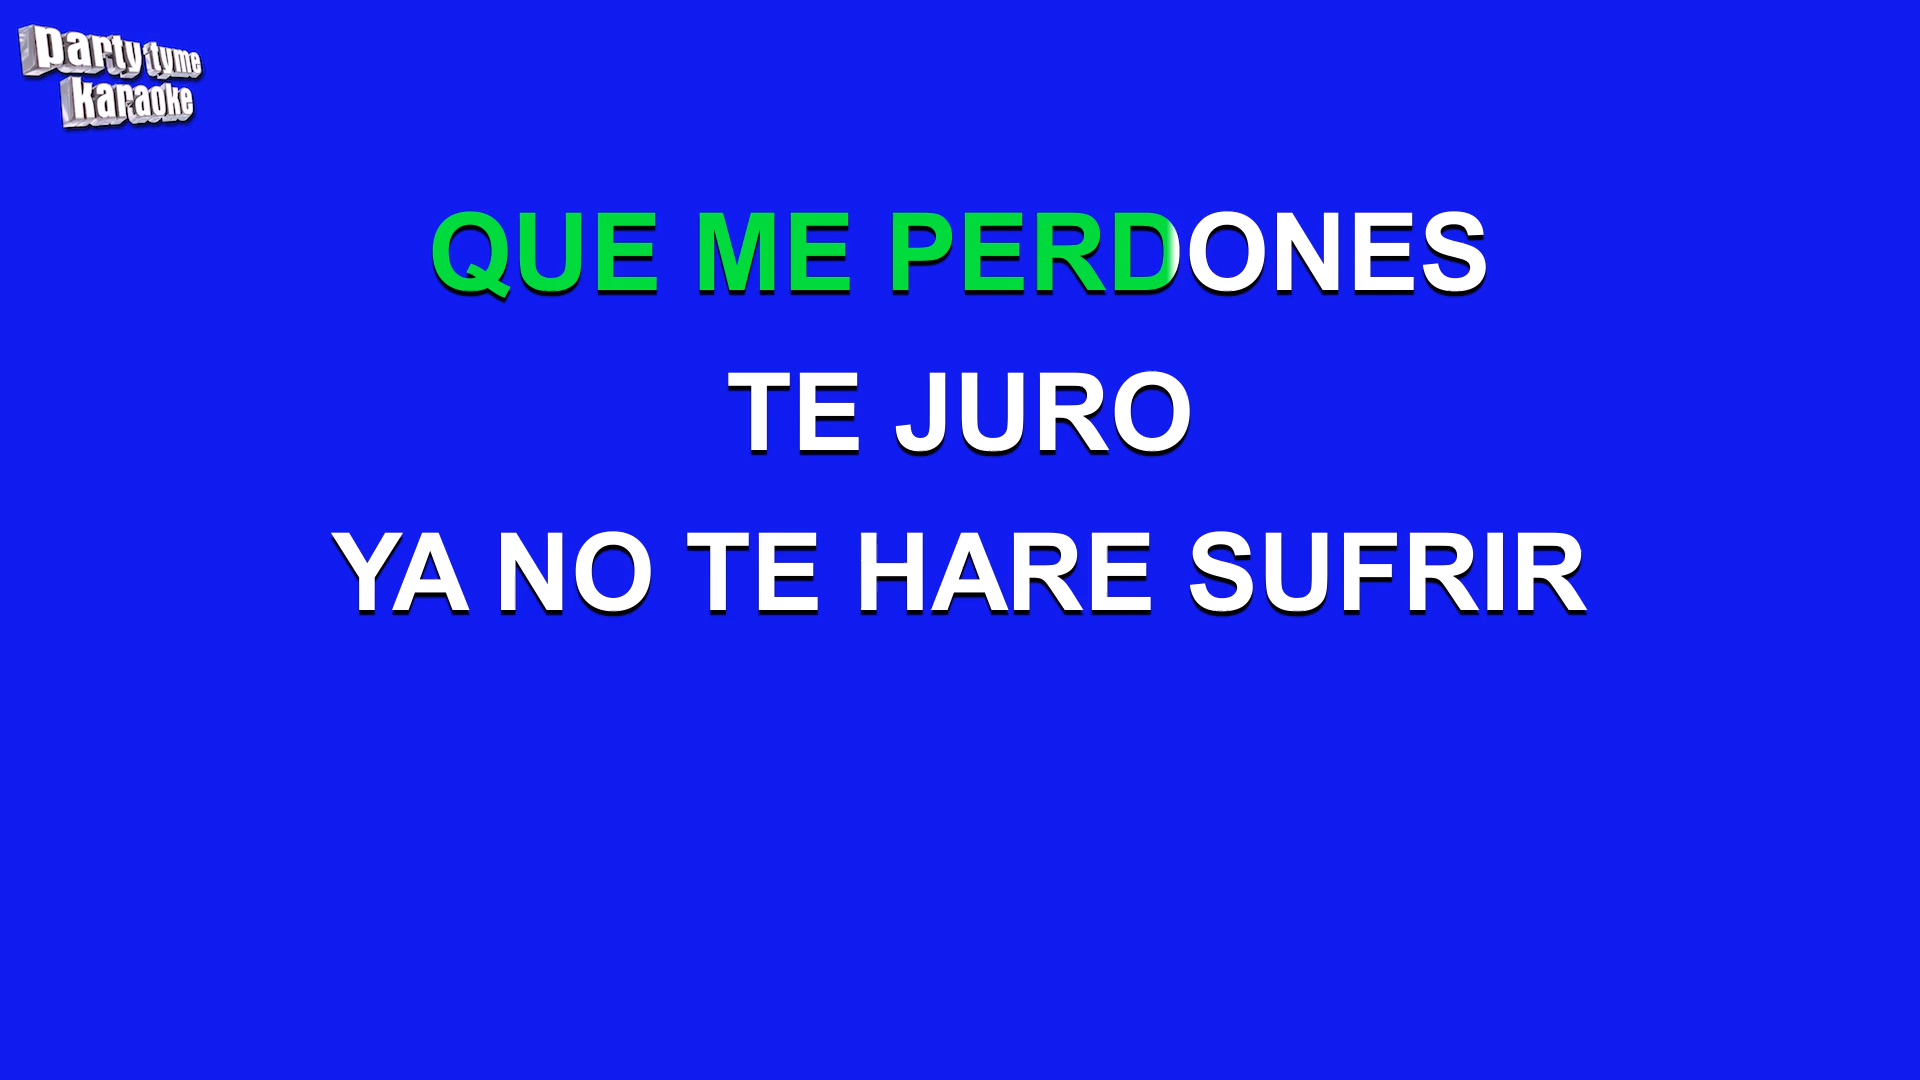 party tyme
karaoke
QUE ME PERDONES
TE JURO
YA NO TE HARE SUFRIR